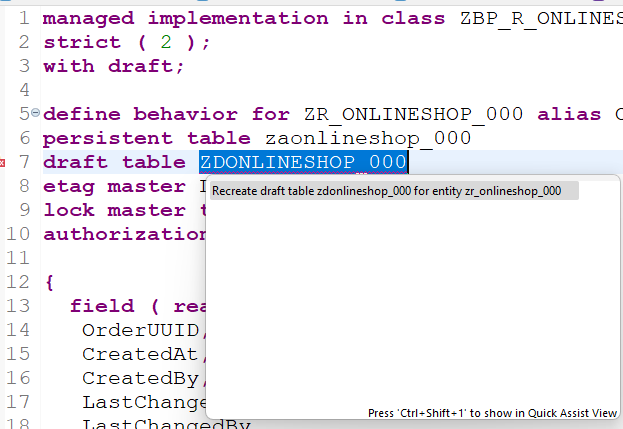 1 managed implementation in class ZBP_R_ONLINES
2 strict ( 2 );
3 with draft;
4
5 define behavior for ZR_ONLINESHOP_000 alias
6 persistent table zaonlineshop_000
7 draft table ZDONLINESHOP_000
8 etag master
9 lock master t
10 authorization
11
12 {
13 field ( rea
14 OrderUUID,
15 CreatedAt,
16 CreatedBy,
17 LastChange
18 LastChangedBy
Recreate draft table zdonlineshop_000 for entity zr_onlineshop_000
Press 'Ctrl+Shift+1' to show in Quick Assist View